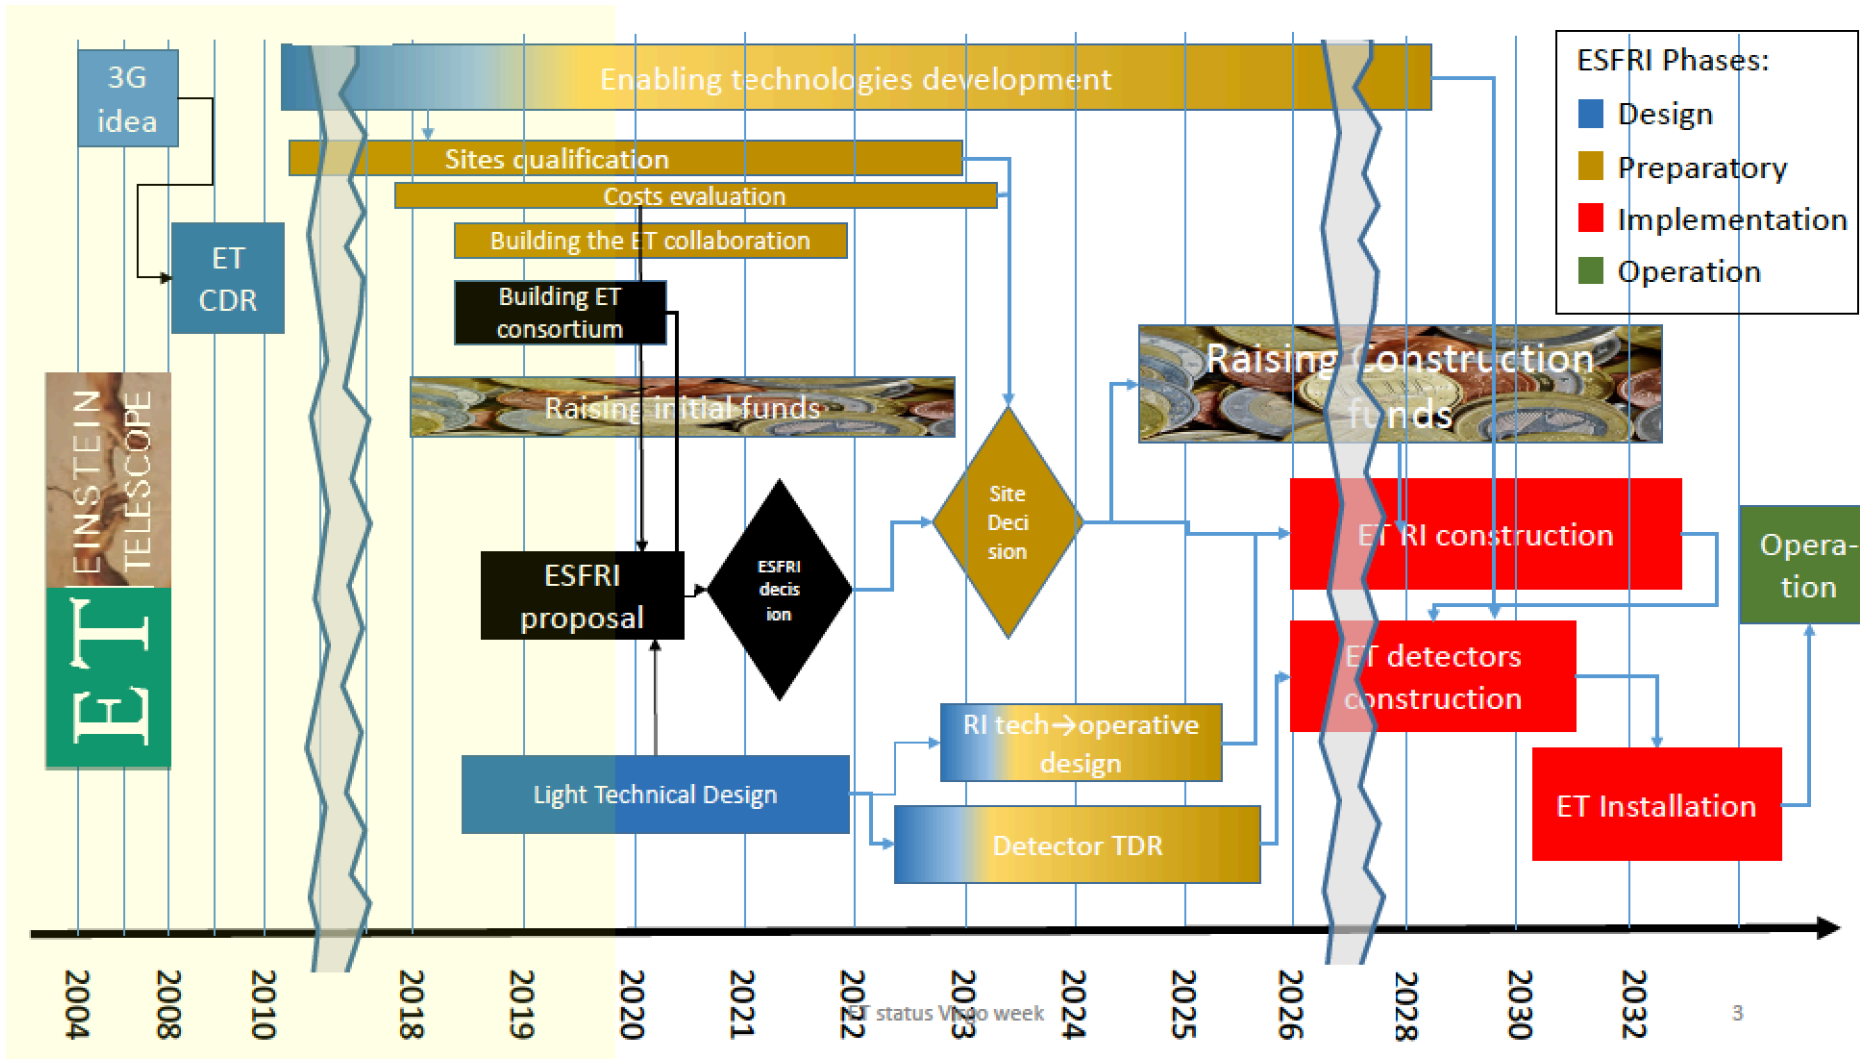 3G
idea
Enabling technologies development
ESFRI Phases:
Design
Preparatory
Implementation
Operation
Sites qualification
Costs evaluation
Building the ET collaboration
ET
CDR
Building ET
consortium
Raising initial funds
Raising Construction
funds
EINSTEIN
TELESCOPE
ET
Site
Deci
sion
ESFRI
decis
ion
ESFRI
proposal
ET RI construction
Opera-
tion
ET detectors
construction
RI tech→operative
design
Light Technical Design
Detector TDR
ET Installation
2004
2008
2010
2018
2019
2020
2021
2022
2023
2024
2025
2026
2028
2030
2032
ET status Virgo week
3